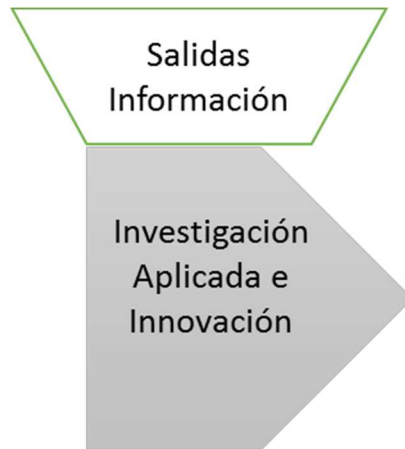 Salidas
Información
Investigación
Aplicada e
Innovación